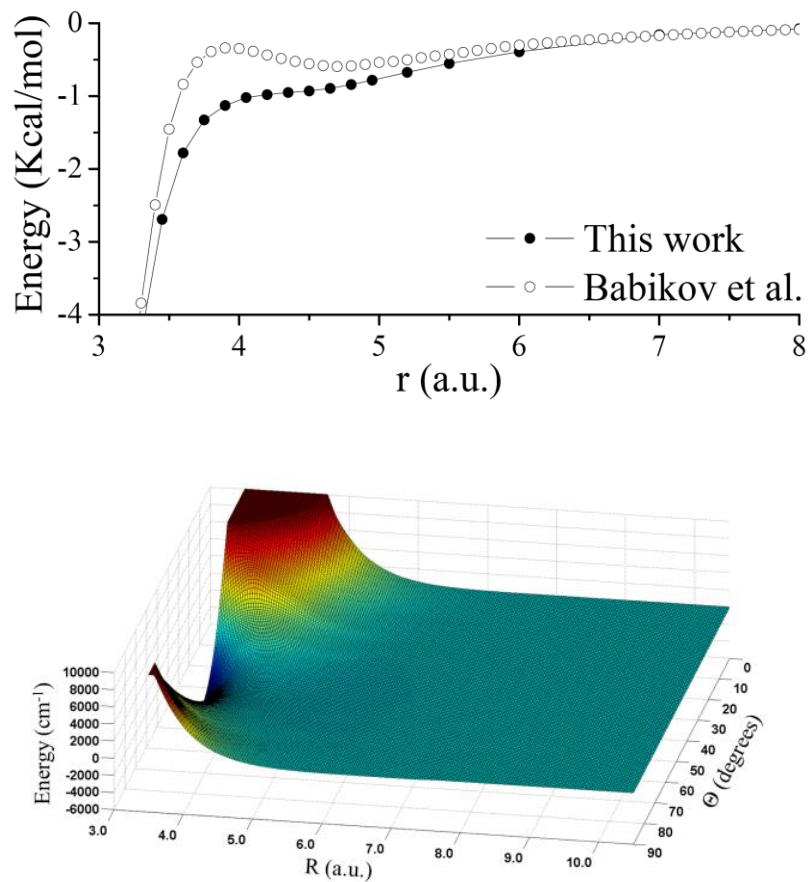 0
-1
-2
-3
-4
Energy (Kcal/mol)
This work
Babikov et al.
3 4 5 6 7 8
r (a.u.)
10000
8000
6000
4000
2000
0
-2000
-4000
-6000
Energy (cm⁻¹)
3.0 4.0 5.0 6.0 7.0 8.0 9.0 10.0
R (a.u.)
0
10
20
30
40
50
60
70
80
90
Θ (degrees)